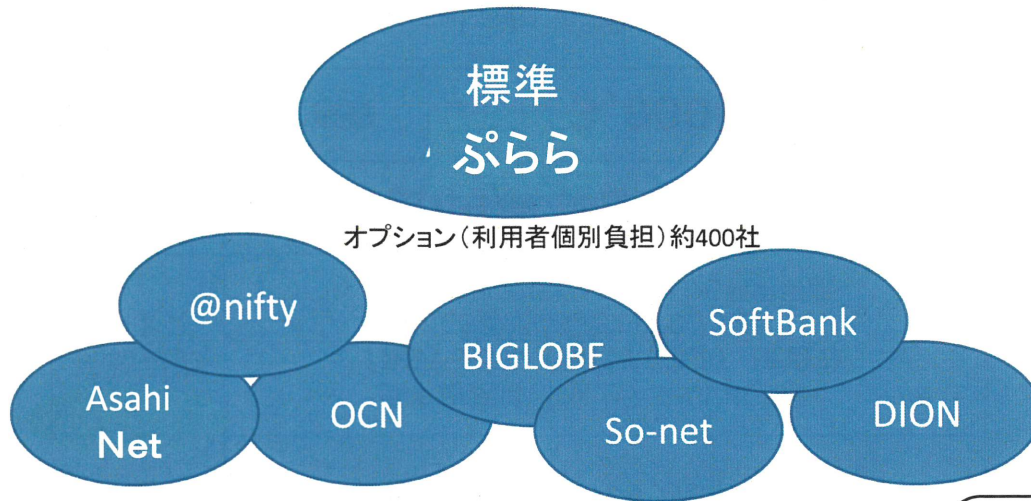 標準
ぷらら
オプション（利用者個別負担）約400社
@nifty
SoftBank
BIGLOBE
Asahi
Net
OCN
So-net
DION